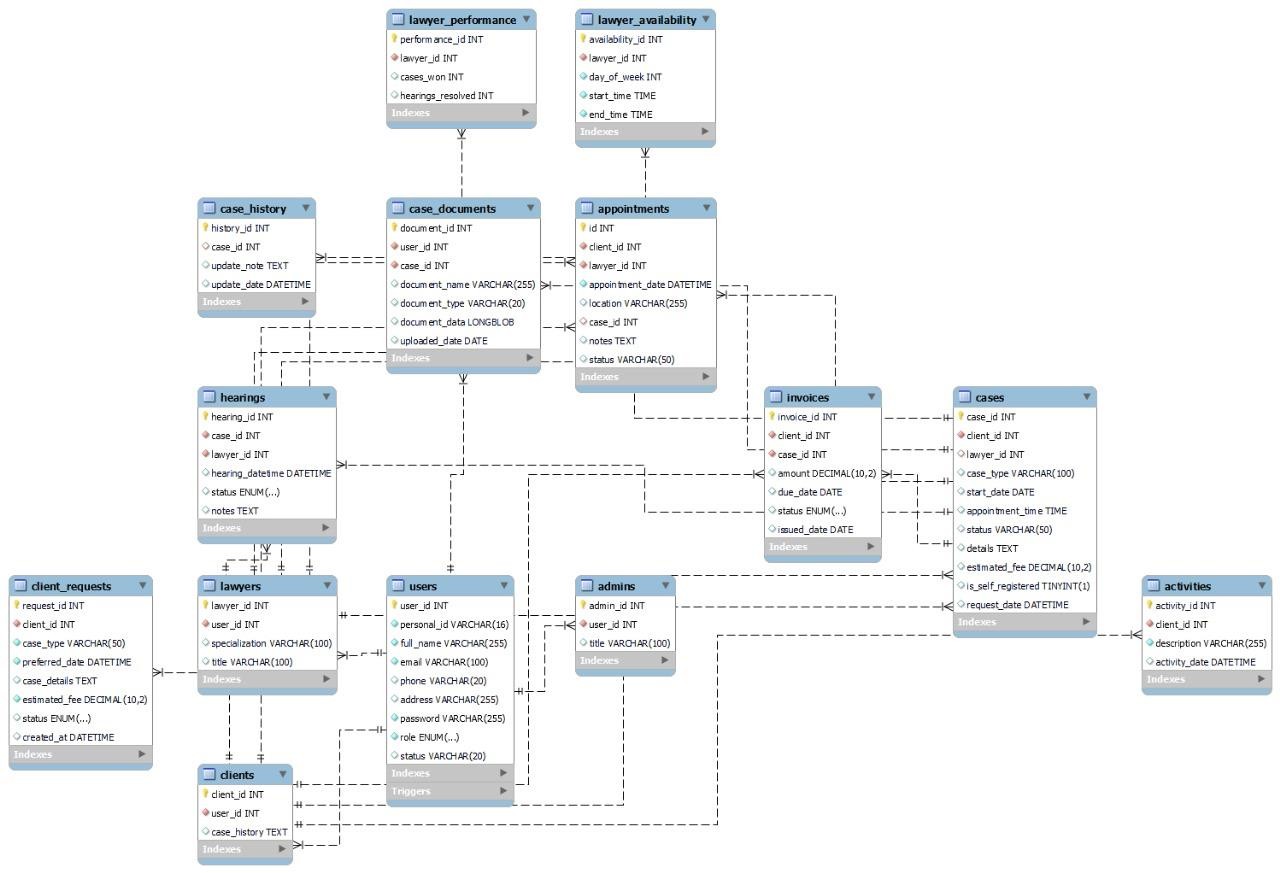 lawyer_performance
performance_id INT
lawyer_id INT
cases_won INT
hearings_resolved INT
Indexes
lawyer_availability
availability_id INT
lawyer_id INT
day_of_week INT
start_time TIME
end_time TIME
Indexes
case_history
history_id INT
case_id INT
update_note TEXT
update_date DATETIME
Indexes
case_documents
document_id INT
user_id INT
case_id INT
document_name VARCHAR(255)
document_type VARCHAR(20)
document_data LONGBLOB
uploaded_date DATE
Indexes
appointments
id INT
client_id INT
lawyer_id INT
appointment_date DATETIME
location VARCHAR(255)
case_id INT
notes TEXT
status VARCHAR(50)
Indexes
hearings
hearing_id INT
case_id INT
lawyer_id INT
hearing_datetime DATETIME
status ENUM(...)
notes TEXT
Indexes
invoices
invoice_id INT
client_id INT
case_id INT
amount DECIMAL(10,2)
due_date DATE
status ENUM(...)
issued_date DATE
Indexes
cases
case_id INT
client_id INT
lawyer_id INT
case_type VARCHAR(100)
start_date DATE
appointment_time TIME
status VARCHAR(50)
details TEXT
estimated_fee DECIMAL(10,2)
is_self_registered TINYINT(1)
request_date DATETIME
Indexes
client_requests
request_id INT
client_id INT
case_type VARCHAR(50)
preferred_date DATETIME
case_details TEXT
estimated_fee DECIMAL(10,2)
status ENUM(...)
created_at DATETIME
Indexes
lawyers
lawyer_id INT
user_id INT
specialization VARCHAR(100)
title VARCHAR(100)
Indexes
users
user_id INT
personal_id VARCHAR(16)
full_name VARCHAR(255)
email VARCHAR(100)
phone VARCHAR(20)
address VARCHAR(255)
password VARCHAR(255)
role ENUM(...)
status VARCHAR(20)
Indexes
Triggers
admins
admin_id INT
user_id INT
title VARCHAR(100)
Indexes
activities
activity_id INT
client_id INT
description VARCHAR(255)
activity_date DATETIME
Indexes
clients
client_id INT
user_id INT
case_history TEXT
Indexes